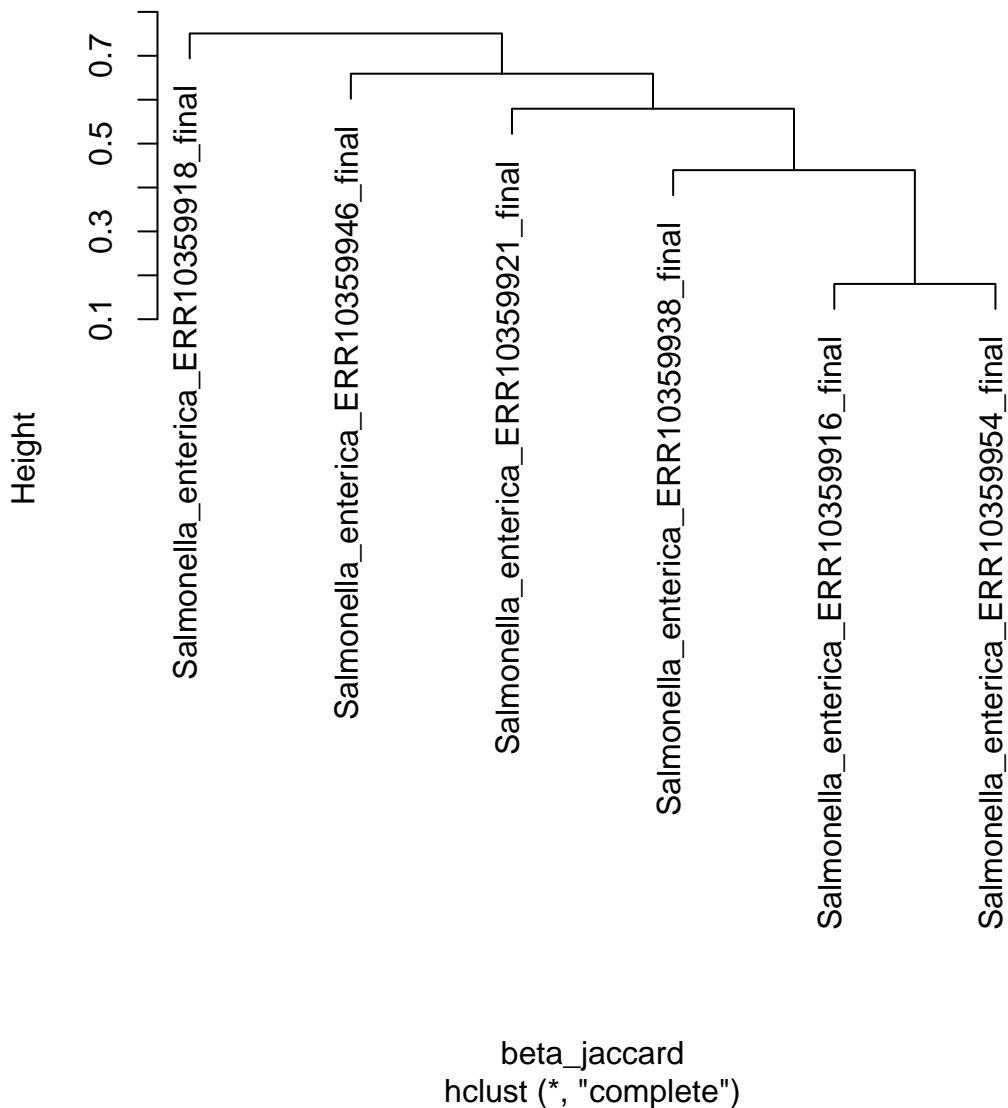 Height
0.1
0.3
0.5
0.7
Salmonella_enterica_ERR10359918_final
Salmonella_enterica_ERR10359946_final
Salmonella_enterica_ERR10359921_final
Salmonella_enterica_ERR10359938_final
Salmonella_enterica_ERR10359916_final
Salmonella_enterica_ERR10359954_final
beta_jaccard
hclust (*, "complete")